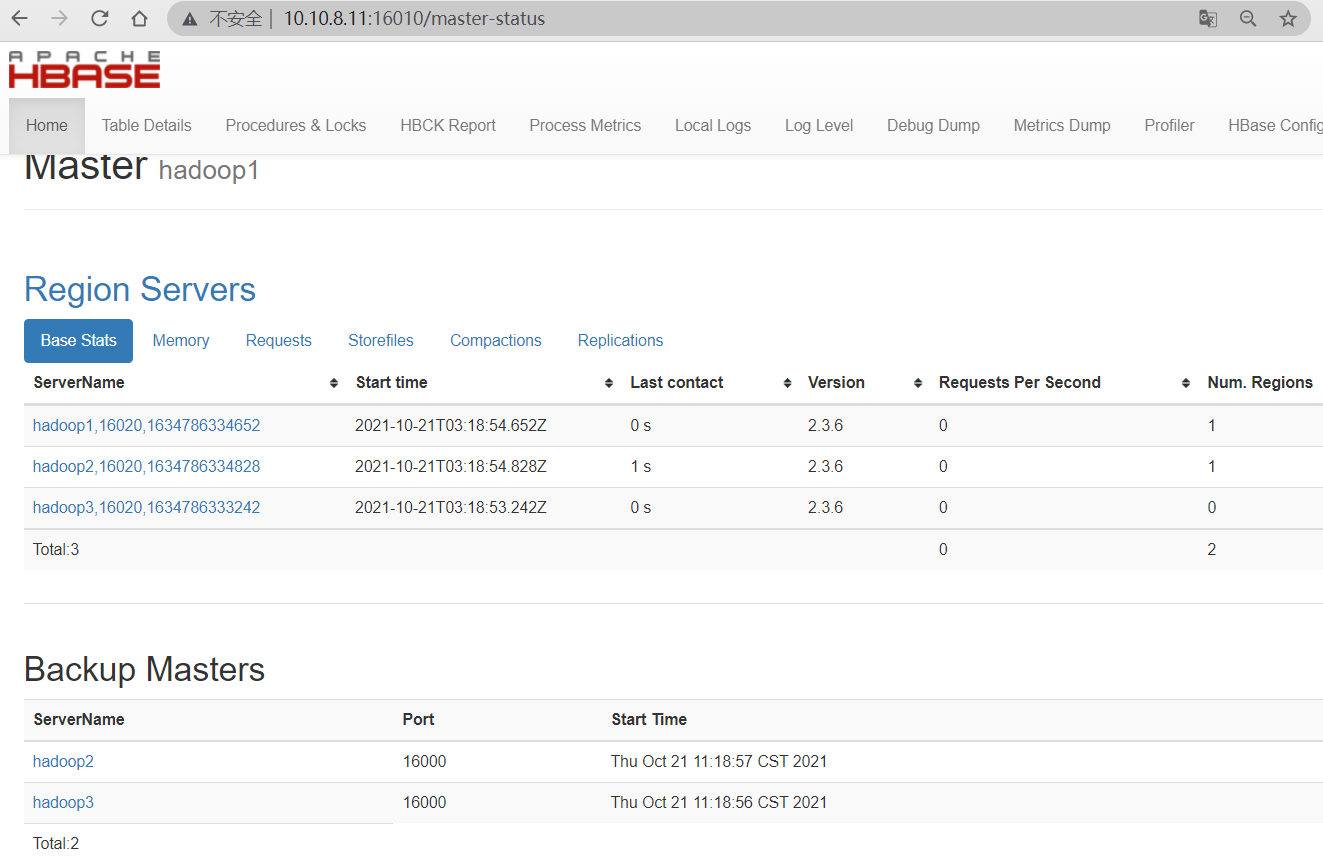 不安全 | 10.10.8.11:16010/master-status
APACHE
HBASE
Home Table Details Procedures & Locks HBCK Report Process Metrics Local Logs Log Level Debug Dump Metrics Dump Profiler HBase Config
Master hadoop1
Region Servers
Base Stats Memory Requests Storefiles Compactions Replications
ServerName Start time Last contact Version Requests Per Second Num. Regions
hadoop1,16020,1634786334652 2021-10-21T03:18:54.652Z 0 s 2.3.6 0 1
hadoop2,16020,1634786334828 2021-10-21T03:18:54.828Z 1 s 2.3.6 0 1
hadoop3,16020,1634786333242 2021-10-21T03:18:53.242Z 0 s 2.3.6 0 0
Total:3 0 2
Backup Masters
ServerName Port Start Time
hadoop2 16000 Thu Oct 21 11:18:57 CST 2021
hadoop3 16000 Thu Oct 21 11:18:56 CST 2021
Total:2